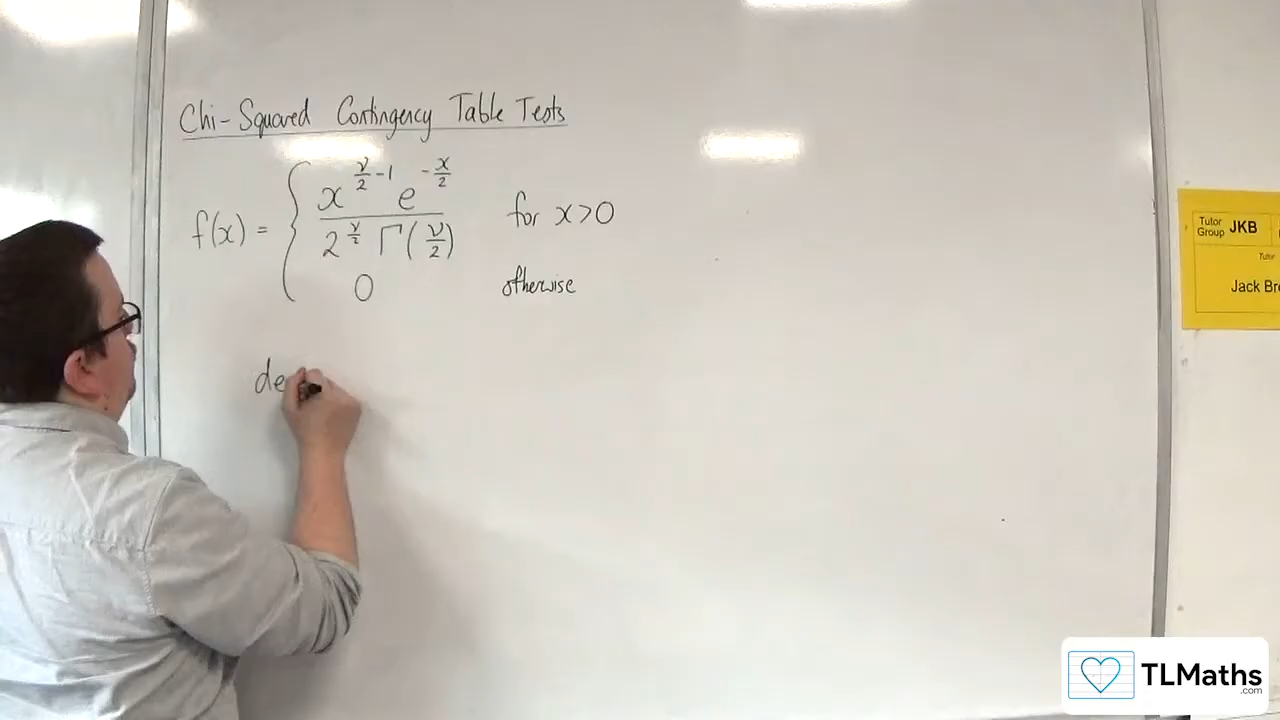 Chi-Squared Contingency Table Tests
f(x) = { x^(ν/2 - 1) e^(-x/2) / 2^(ν/2) Γ(ν/2) for x>0
0 otherwise
de
Tutor Group JKB
Tutor
Jack Bre
TLMaths
.com